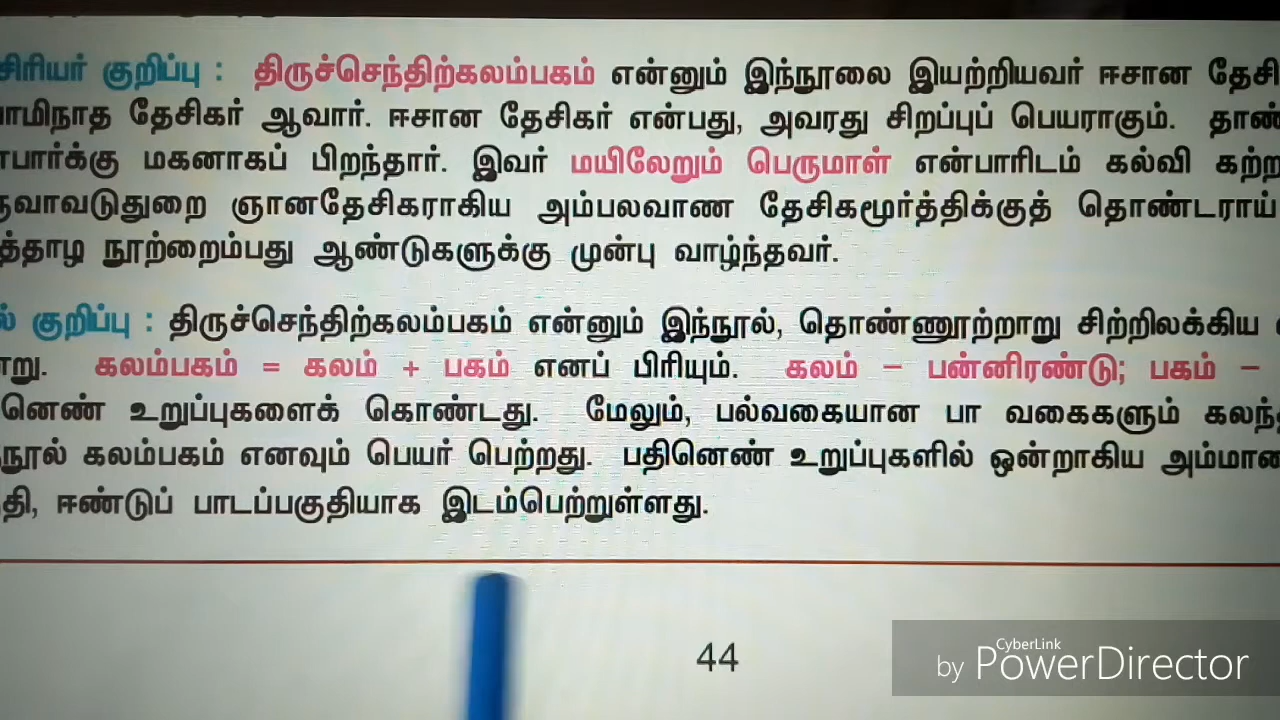 சிரியர் குறிப்பு : திருச்செந்திற்கலம்பகம் என்னும் இந்நூலை இயற்றியவர் ஈசான தேசி
ாமிநாத தேசிகர் ஆவார். ஈசான தேசிகர் என்பது, அவரது சிறப்புப் பெயராகும். தாண்
பார்க்கு மகனாகப் பிறந்தார். இவர் மயிலேறும் பெருமாள் என்பாரிடம் கல்வி கற்ற
வாவடுதுறை ஞானதேசிகராகிய அம்பலவாண தேசிகமூர்த்திக்குத் தொண்டராய்
த்தாழ நூற்றைம்பது ஆண்டுகளுக்கு முன்பு வாழ்ந்தவர்.
ல் குறிப்பு : திருச்செந்திற்கலம்பகம் என்னும் இந்நூல், தொண்ணூற்றாறு சிற்றிலக்கிய
று. கலம்பகம் = கலம் + பகம் எனப் பிரியும். கலம் – பன்னிரண்டு; பகம் –
னெண் உறுப்புகளைக் கொண்டது. மேலும், பல்வகையான பா வகைகளும் கலந்
நூல் கலம்பகம் எனவும் பெயர் பெற்றது. பதினெண் உறுப்புகளில் ஒன்றாகிய அம்மானை
தி, ஈண்டுப் பாடப்பகுதியாக இடம்பெற்றுள்ளது.
44
CyberLink
by PowerDirector